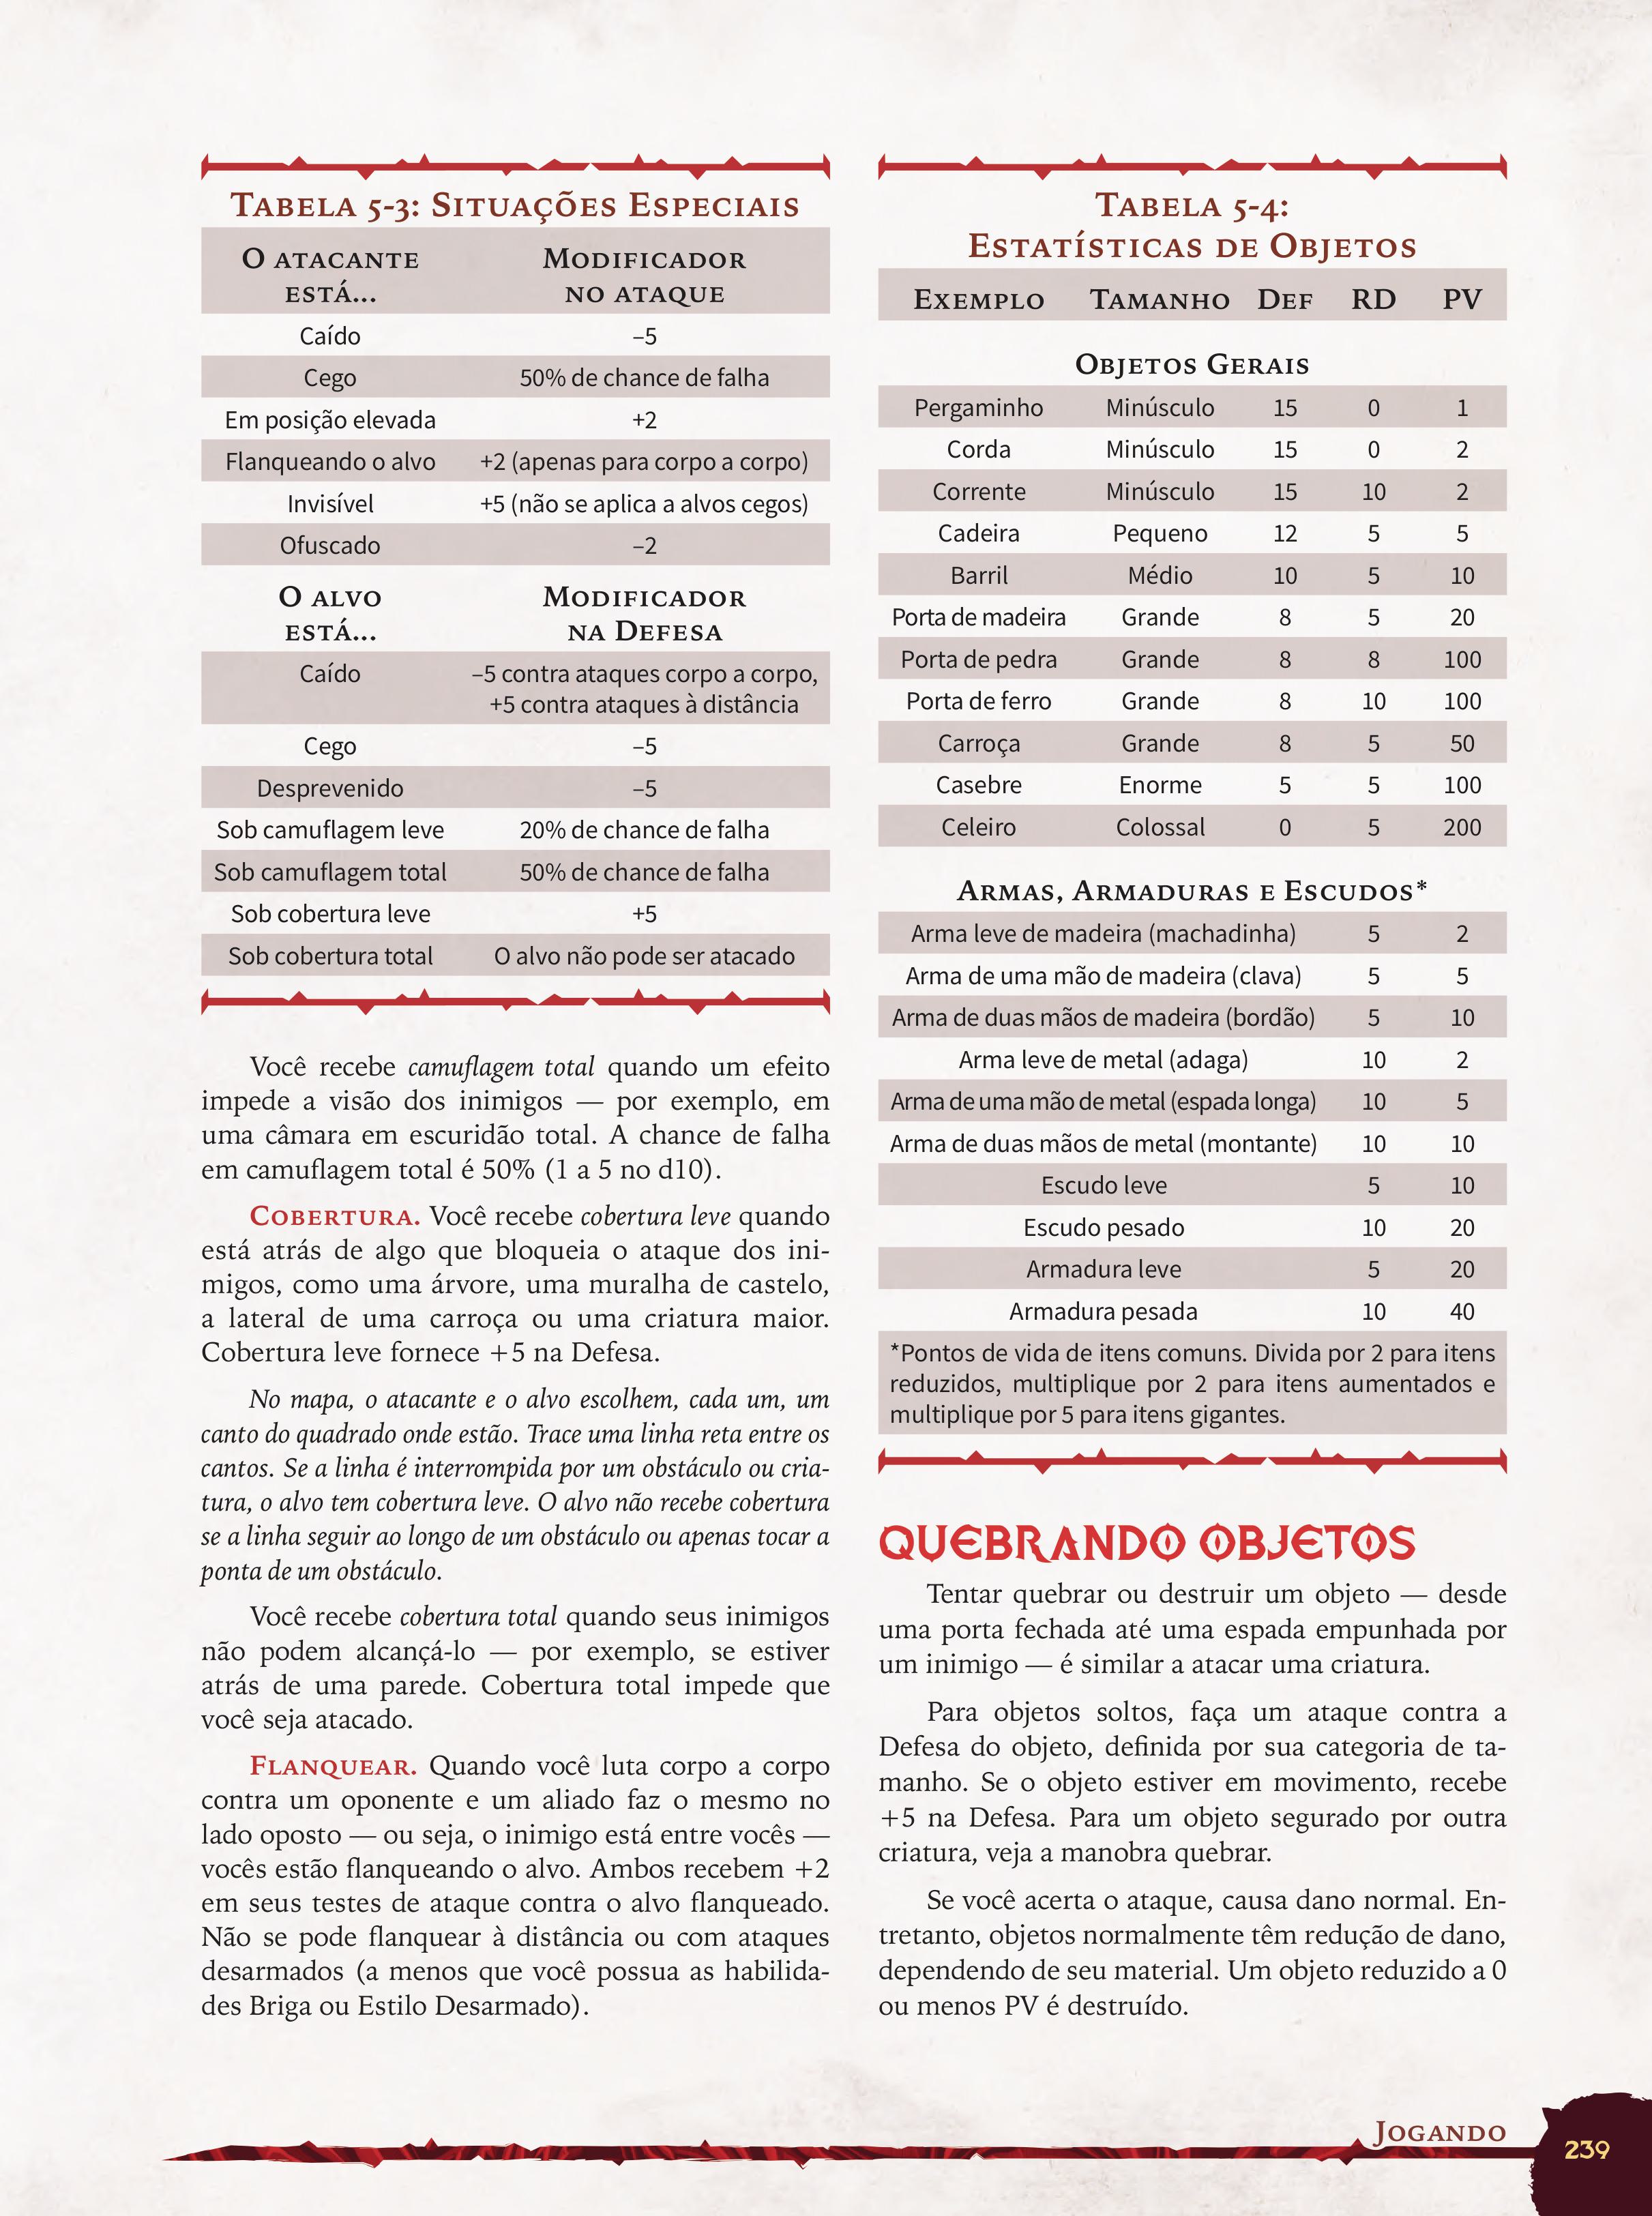 Tabela 5-3: Situações Especiais
O atacante está... Modificador no ataque
Caído –5
Cego 50% de chance de falha
Em posição elevada +2
Flanqueando o alvo +2 (apenas para corpo a corpo)
Invisível +5 (não se aplica a alvos cegos)
Ofuscado –2
O alvo está... Modificador na Defesa
Caído –5 contra ataques corpo a corpo,
+5 contra ataques à distância
Cego –5
Desprevenido –5
Sob camuflagem leve 20% de chance de falha
Sob camuflagem total 50% de chance de falha
Sob cobertura leve +5
Sob cobertura total O alvo não pode ser atacado
Você recebe camuflagem total quando um efeito
impede a visão dos inimigos — por exemplo, em
uma câmara em escuridão total. A chance de falha
em camuflagem total é 50% (1 a 5 no d10).
Cobertura. Você recebe cobertura leve quando
está atrás de algo que bloqueia o ataque dos ini-
migos, como uma árvore, uma muralha de castelo,
a lateral de uma carroça ou uma criatura maior.
Cobertura leve fornece +5 na Defesa.
No mapa, o atacante e o alvo escolhem, cada um, um
canto do quadrado onde estão. Trace uma linha reta entre os
cantos. Se a linha é interrompida por um obstáculo ou cria-
tura, o alvo tem cobertura leve. O alvo não recebe cobertura
se a linha seguir ao longo de um obstáculo ou apenas tocar a
ponta de um obstáculo.
Você recebe cobertura total quando seus inimigos
não podem alcançá-lo — por exemplo, se estiver
atrás de uma parede. Cobertura total impede que
você seja atacado.
Flanquear. Quando você luta corpo a corpo
contra um oponente e um aliado faz o mesmo no
lado oposto — ou seja, o inimigo está entre vocês —
vocês estão flanqueando o alvo. Ambos recebem +2
em seus testes de ataque contra o alvo flanqueado.
Não se pode flanquear à distância ou com ataques
desarmados (a menos que você possua as habilida-
des Briga ou Estilo Desarmado).
Tabela 5-4:
Estatísticas de Objetos
Exemplo Tamanho Def RD PV
Objetos Gerais
Pergaminho Minúsculo 15 0 1
Corda Minúsculo 15 0 2
Corrente Minúsculo 15 10 2
Cadeira Pequeno 12 5 5
Barril Médio 10 5 10
Porta de madeira Grande 8 5 20
Porta de pedra Grande 8 8 100
Porta de ferro Grande 8 10 100
Carroça Grande 8 5 50
Casebre Enorme 5 5 100
Celeiro Colossal 0 5 200
Armas, Armaduras e Escudos*
Arma leve de madeira (machadinha) 5 2
Arma de uma mão de madeira (clava) 5 5
Arma de duas mãos de madeira (bordão) 5 10
Arma leve de metal (adaga) 10 2
Arma de uma mão de metal (espada longa) 10 5
Arma de duas mãos de metal (montante) 10 10
Escudo leve 5 10
Escudo pesado 10 20
Armadura leve 5 20
Armadura pesada 10 40
*Pontos de vida de itens comuns. Divida por 2 para itens
reduzidos, multiplique por 2 para itens aumentados e
multiplique por 5 para itens gigantes.
QUEBRANDO OBJETOS
Tentar quebrar ou destruir um objeto — desde
uma porta fechada até uma espada empunhada por
um inimigo — é similar a atacar uma criatura.
Para objetos soltos, faça um ataque contra a
Defesa do objeto, definida por sua categoria de ta-
manho. Se o objeto estiver em movimento, recebe
+5 na Defesa. Para um objeto segurado por outra
criatura, veja a manobra quebrar.
Se você acerta o ataque, causa dano normal. En-
tretanto, objetos normalmente têm redução de dano,
dependendo de seu material. Um objeto reduzido a 0
ou menos PV é destruído.
Jogando
239